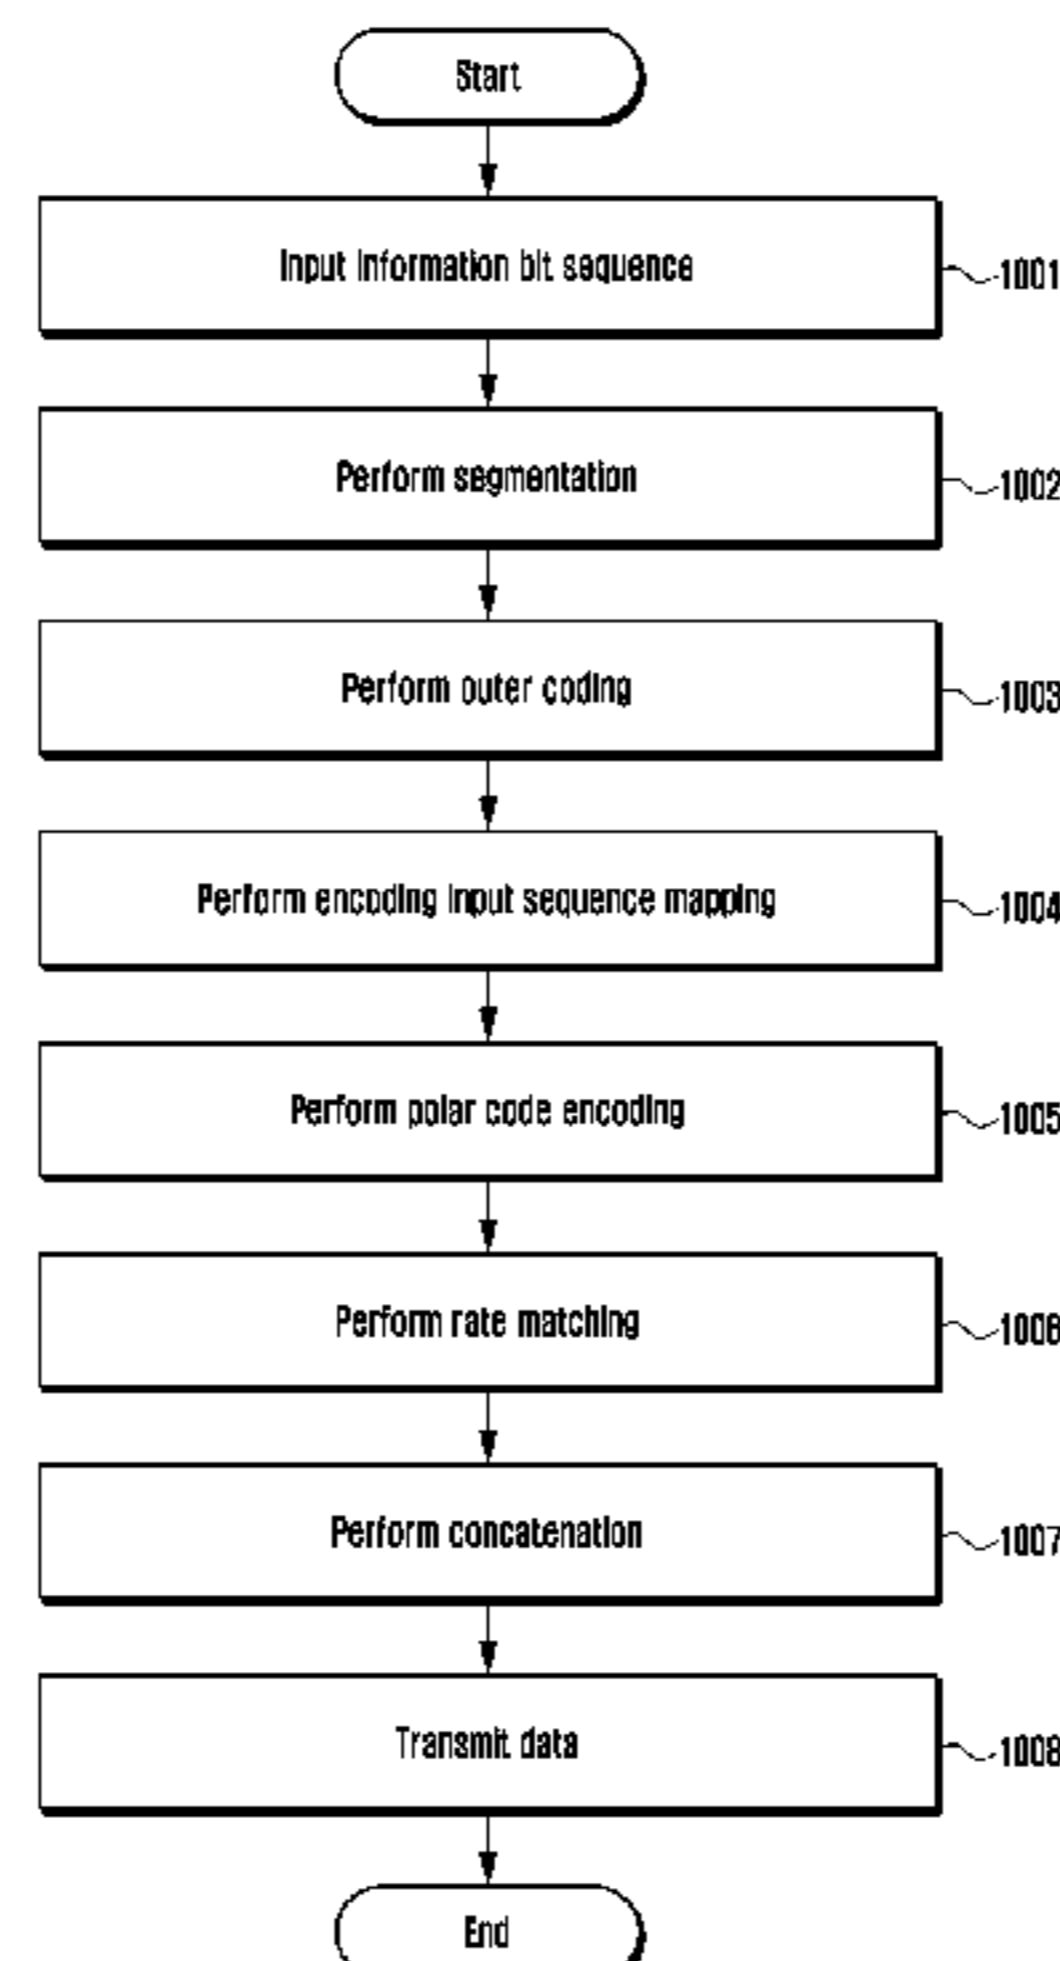 Start
Input information bit sequence
1001
Perform segmentation
1002
Perform outer coding
1003
Perform encoding input sequence mapping
1004
Perform polar code encoding
1005
Perform rate matching
1006
Perform concatenation
1007
Transmit data
1008
End